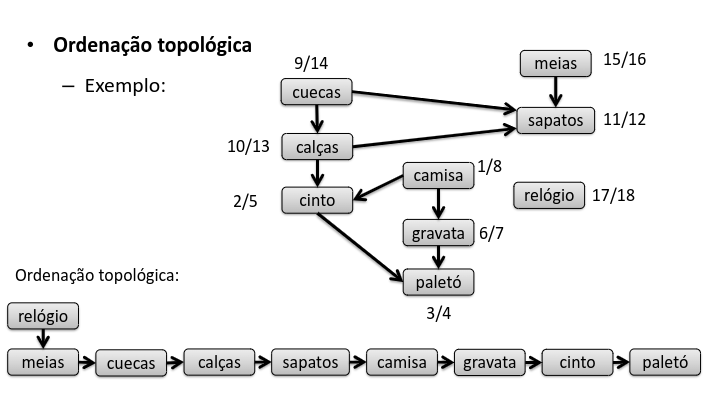 • Ordenação topológica
– Exemplo:
9/14
cuecas
meias
15/16
sapatos
11/12
10/13
calças
camisa
1/8
2/5
cinto
relógio
17/18
gravata
6/7
paletó
3/4
Ordenação topológica:
relógio
meias cuecas calças sapatos camisa gravata cinto paletó